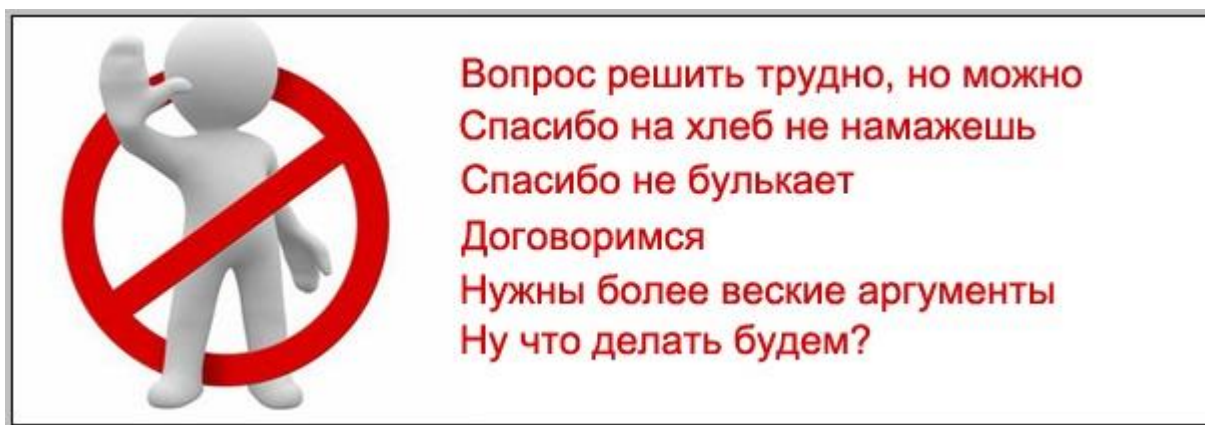 Вопрос решить трудно, но можно
Спасибо на хлеб не намажешь
Спасибо не булькает
Договоримся
Нужны более веские аргументы
Ну что делать будем?